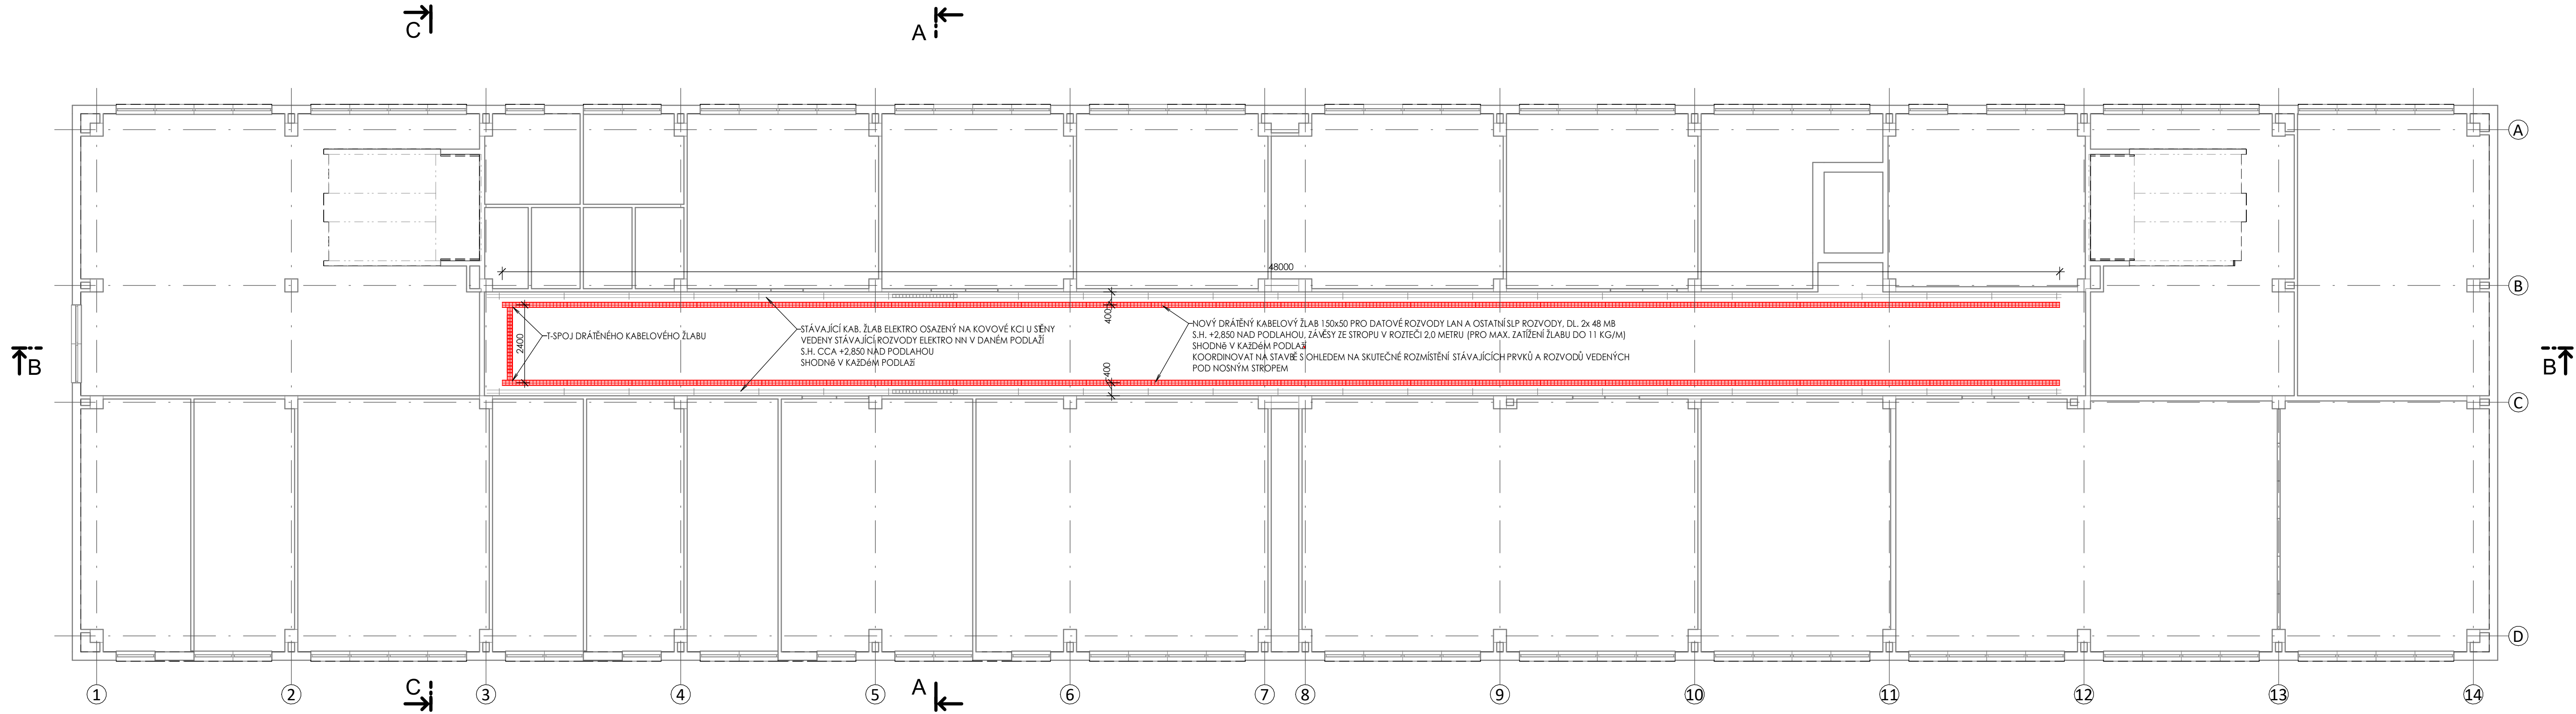 C
A
A
48000
B
T-SPOJ DRÁTĚNÉHO KABELOVÉHO ŽLABU
2400
STÁVAJÍCÍ KAB. ŽLAB ELEKTRO OSAZENÝ NA KOVOVÉ KCI U STĚNY
VEDENY STÁVAJÍCÍ ROZVODY ELEKTRO NN V DANÉM PODLAŽÍ
S.H. CCA +2,850 NAD PODLAHOU
SHODNě V KAŽDéM PODLAží
400
2400
NOVÝ DRÁTĚNÝ KABELOVÝ ŽLAB 150x50 PRO DATOVÉ ROZVODY LAN A OSTATNÍ SLP ROZVODY, DL. 2x 48 MB
S.H. +2,850 NAD PODLAHOU, ZÁVĚSY ZE STROPU V ROZTEČI 2,0 METRU (PRO MAX. ZATÍŽENÍ ŽLABU DO 11 KG/M)
SHODNě V KAŽDéM PODLAží
KOORDINOVAT NA STAVBĚ S OHLEDEM NA SKUTEČNÉ ROZMÍSTĚNÍ STÁVAJÍCÍCH PRVKŮ A ROZVODŮ VEDENÝCH
POD NOSNÝM STROPEM
B
B
C
D
C
A
1 2 3 4 5 6 7 8 9 10 11 12 13 14